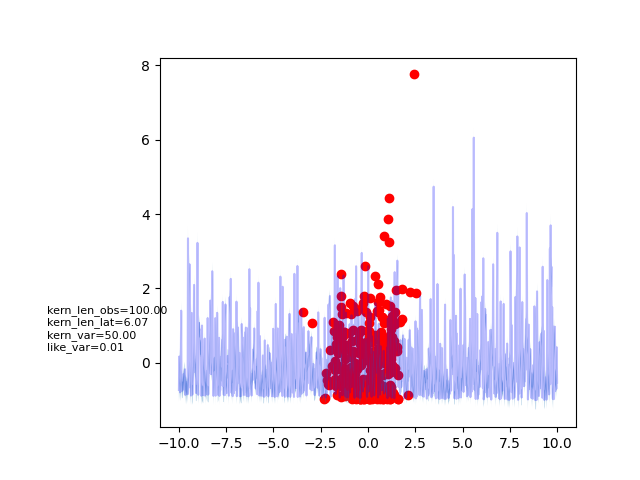 8
6
4
2
0
kern_len_obs=100.00
kern_len_lat=6.07
kern_var=50.00
like_var=0.01
−10.0 −7.5 −5.0 −2.5 0.0 2.5 5.0 7.5 10.0